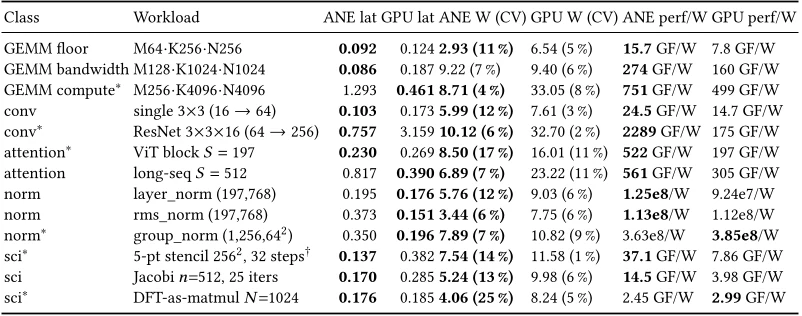 Class Workload ANE lat GPU lat ANE W (CV) GPU W (CV) ANE perf/W GPU perf/W
GEMM floor M64·K256·N256 0.092 0.124 2.93 (11 %) 6.54 (5 %) 15.7 GF/W 7.8 GF/W
GEMM bandwidth M128·K1024·N1024 0.086 0.187 9.22 (7 %) 9.40 (6 %) 274 GF/W 160 GF/W
GEMM compute* M256·K4096·N4096 1.293 0.461 8.71 (4 %) 33.05 (8 %) 751 GF/W 499 GF/W
conv single 3×3 (16 → 64) 0.103 0.173 5.99 (12 %) 7.61 (3 %) 24.5 GF/W 14.7 GF/W
conv* ResNet 3×3×16 (64 → 256) 0.757 3.159 10.12 (6 %) 32.70 (2 %) 2289 GF/W 175 GF/W
attention* ViT block S = 197 0.230 0.269 8.50 (17 %) 16.01 (11 %) 522 GF/W 197 GF/W
attention long-seq S = 512 0.817 0.390 6.89 (7 %) 23.22 (11 %) 561 GF/W 305 GF/W
norm layer_norm (197,768) 0.195 0.176 5.76 (12 %) 9.03 (6 %) 1.25e8/W 9.24e7/W
norm rms_norm (197,768) 0.373 0.151 3.44 (6 %) 7.75 (6 %) 1.13e8/W 1.12e8/W
norm* group_norm (1,256,64²) 0.350 0.196 7.89 (7 %) 10.82 (9 %) 3.63e8/W 3.85e8/W
sci* 5-pt stencil 256², 32 steps† 0.137 0.382 7.54 (14 %) 11.58 (1 %) 37.1 GF/W 7.86 GF/W
sci Jacobi n=512, 25 iters 0.170 0.285 5.24 (13 %) 9.98 (6 %) 14.5 GF/W 3.98 GF/W
sci* DFT-as-matmul N=1024 0.176 0.185 4.06 (25 %) 8.24 (5 %) 2.45 GF/W 2.99 GF/W